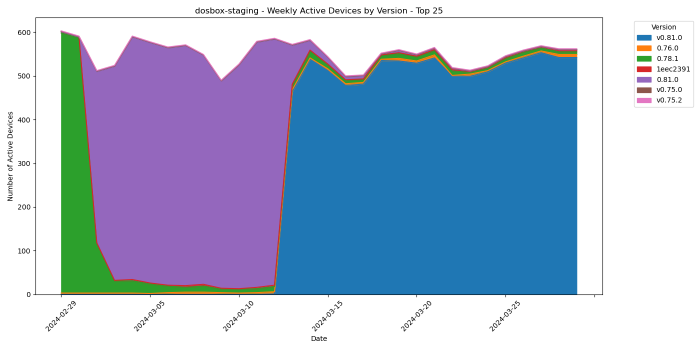 dosbox-staging - Weekly Active Devices by Version - Top 25
Number of Active Devices
600
500
400
300
200
100
0
2024-02-29
2024-03-05
2024-03-10
2024-03-15
2024-03-20
2024-03-25
Date
Version
v0.81.0
0.76.0
0.78.1
1eec2391
0.81.0
v0.75.0
v0.75.2